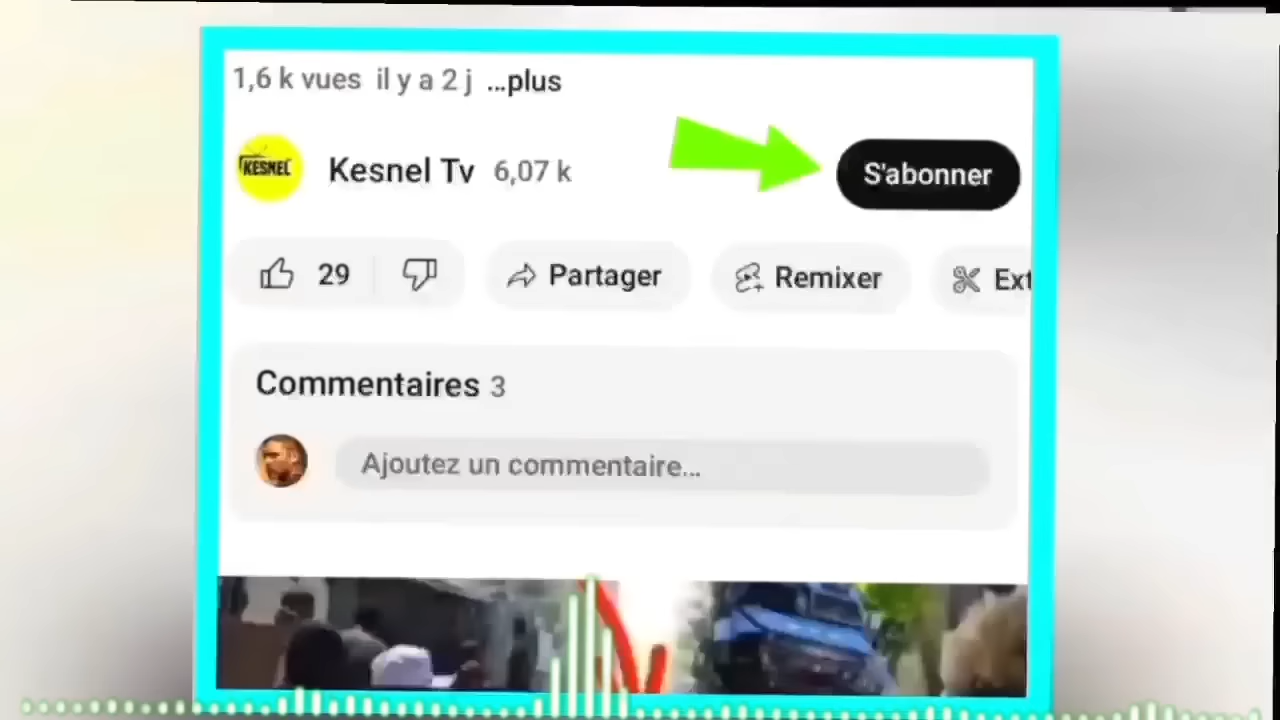 1,6 k vues il y a 2 j ...plus
KESNEL
Kesnel Tv 6,07 k
S'abonner
29
Partager
Remixer
Ext
Commentaires 3
Ajoutez un commentaire...